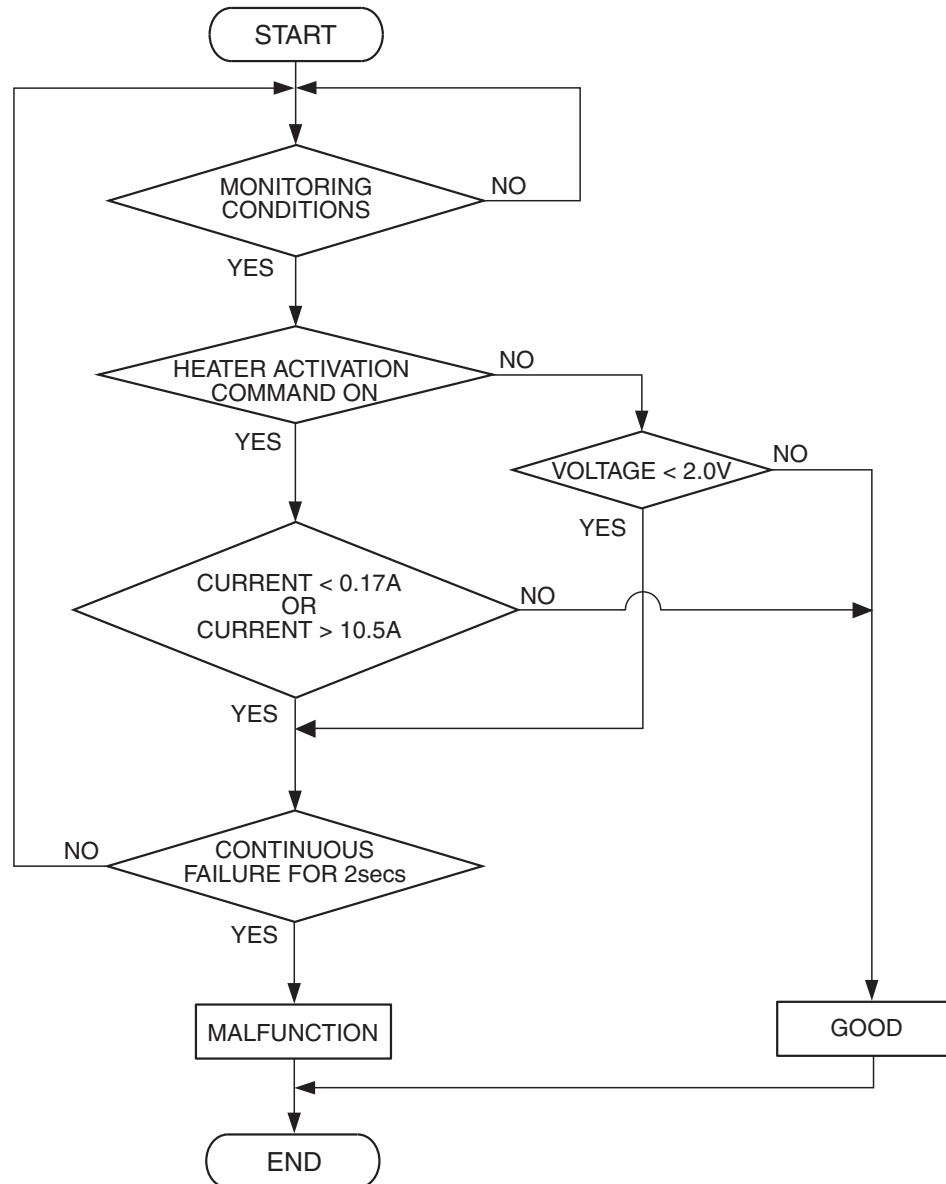 START
MONITORING
CONDITIONS
NO
YES
HEATER ACTIVATION
COMMAND ON
NO
YES
VOLTAGE < 2.0V
NO
YES
CURRENT < 0.17A
OR
CURRENT > 10.5A
NO
YES
CONTINUOUS
FAILURE FOR 2secs
NO
YES
MALFUNCTION
GOOD
END